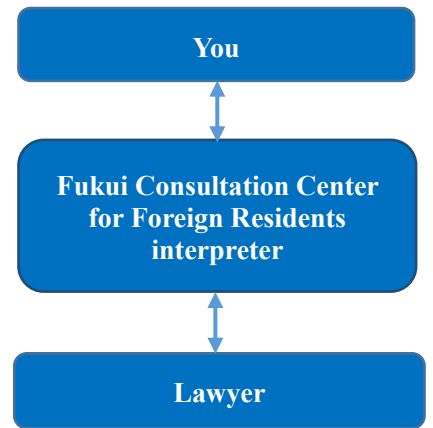 You
Fukui Consultation Center
for Foreign Residents
interpreter
Lawyer